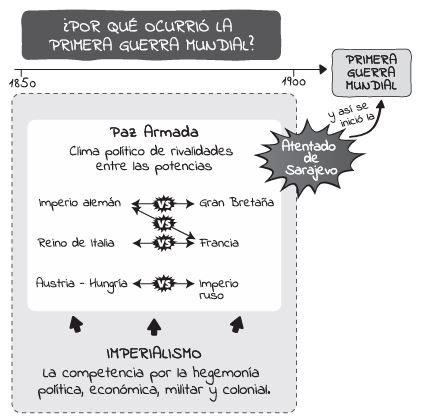 ¿POR QUÉ OCURRIÓ LA
PRIMERA GUERRA MUNDIAL?
1850
1900
PRIMERA
GUERRA
MUNDIAL
y así se
inició la
Atentado
de
Sarajevo
Paz Armada
Clima político de rivalidades
entre las potencias
Imperio alemán VS Gran Bretaña
VS
Reino de Italia VS Francia
Austria - Hungría VS Imperio
ruso
IMPERIALISMO
La competencia por la hegemonía
política, económica, militar y colonial.